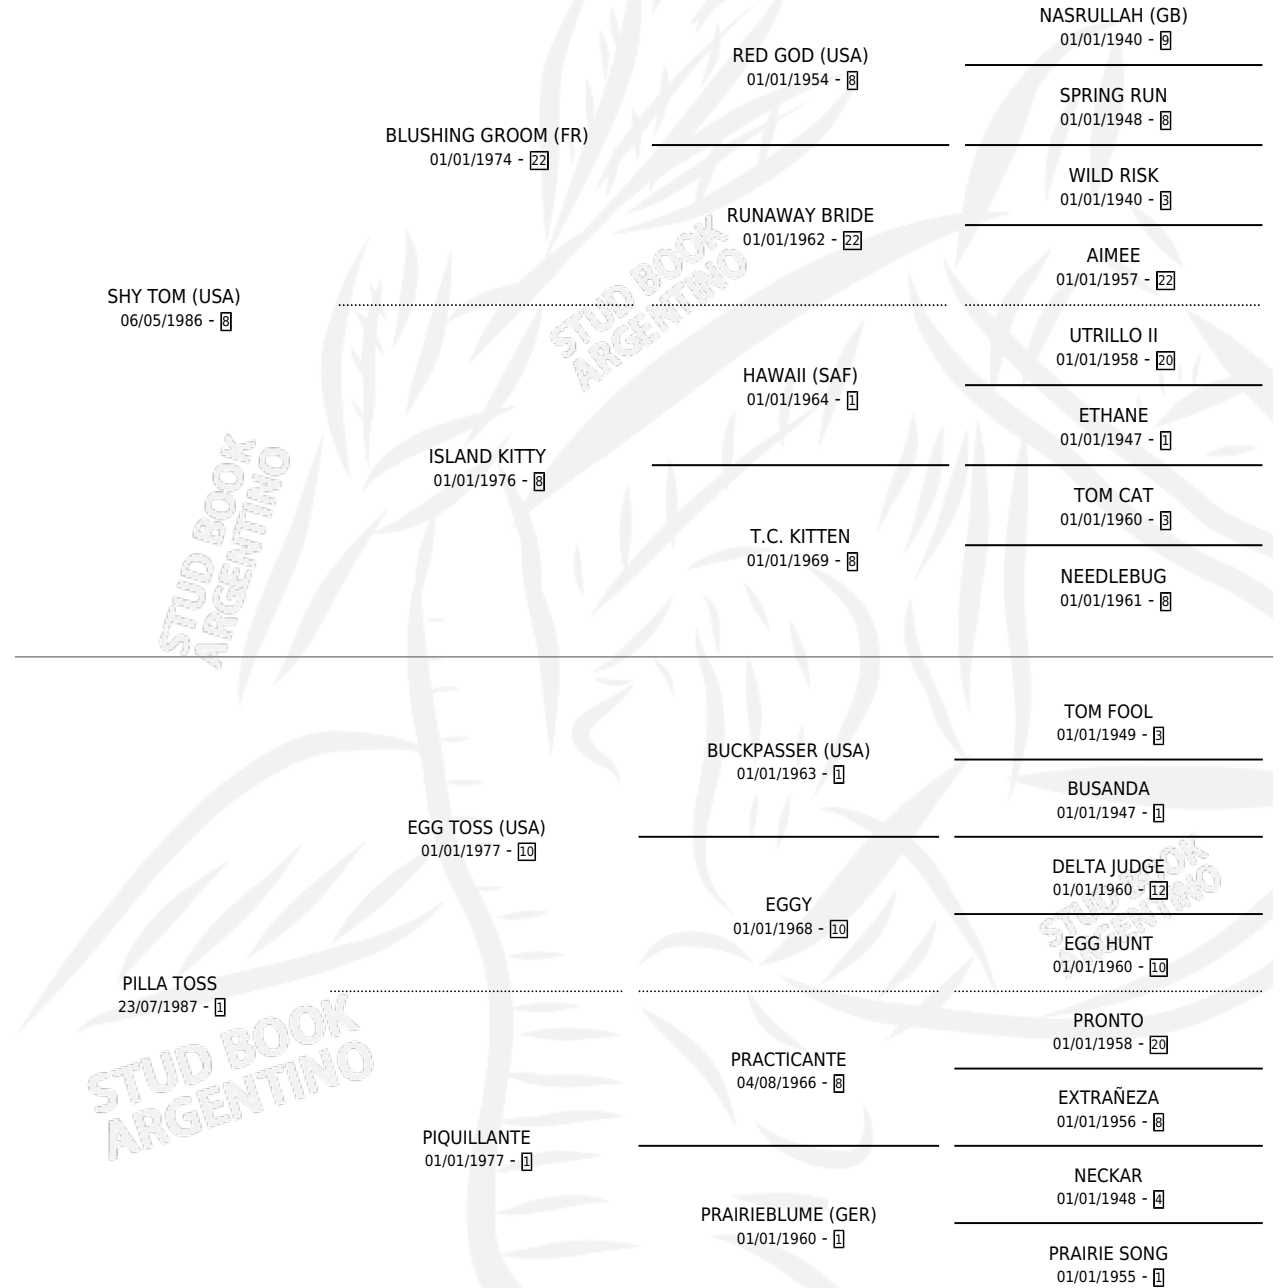 NASRULLAH (GB)
01/01/1940 - 9
RED GOD (USA)
01/01/1954 - 8
SPRING RUN
01/01/1948 - 8
BLUSHING GROOM (FR)
01/01/1974 - 22
WILD RISK
01/01/1940 - 3
RUNAWAY BRIDE
01/01/1962 - 22
AIMEE
01/01/1957 - 22
SHY TOM (USA)
06/05/1986 - 8
UTRILLO II
01/01/1958 - 20
HAWAII (SAF)
01/01/1964 - 1
ETHANE
01/01/1947 - 1
ISLAND KITTY
01/01/1976 - 8
TOM CAT
01/01/1960 - 3
T.C. KITTEN
01/01/1969 - 8
NEEDLEBUG
01/01/1961 - 8
TOM FOOL
01/01/1949 - 3
BUCKPASSER (USA)
01/01/1963 - 1
BUSANDA
01/01/1947 - 1
EGG TOSS (USA)
01/01/1977 - 10
DELTA JUDGE
01/01/1960 - 12
EGGY
01/01/1968 - 10
EGG HUNT
01/01/1960 - 10
PILLA TOSS
23/07/1987 - 1
PRONTO
01/01/1958 - 20
PRACTICANTE
04/08/1966 - 8
EXTRAÑEZA
01/01/1956 - 8
PIQUILLANTE
01/01/1977 - 1
NECKAR
01/01/1948 - 4
PRAIRIEBLUME (GER)
01/01/1960 - 1
PRAIRIE SONG
01/01/1955 - 1
STUD BOOK
ARGENTINO
STUD BOOK
ARGENTINO
STUD BOOK
ARGENTINO
STUD BOOK
ARGENTINO